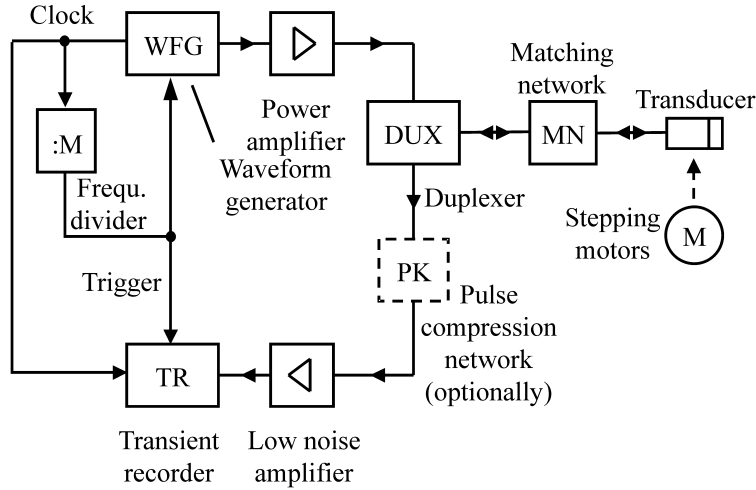 Clock
WFG
Power
amplifier
Waveform
generator
Matching
network
Transducer
DUX
MN
:M
Frequ.
divider
Duplexer
Stepping
motors
M
PK
Trigger
Pulse
compression
network
(optionally)
TR
Transient
recorder
Low noise
amplifier